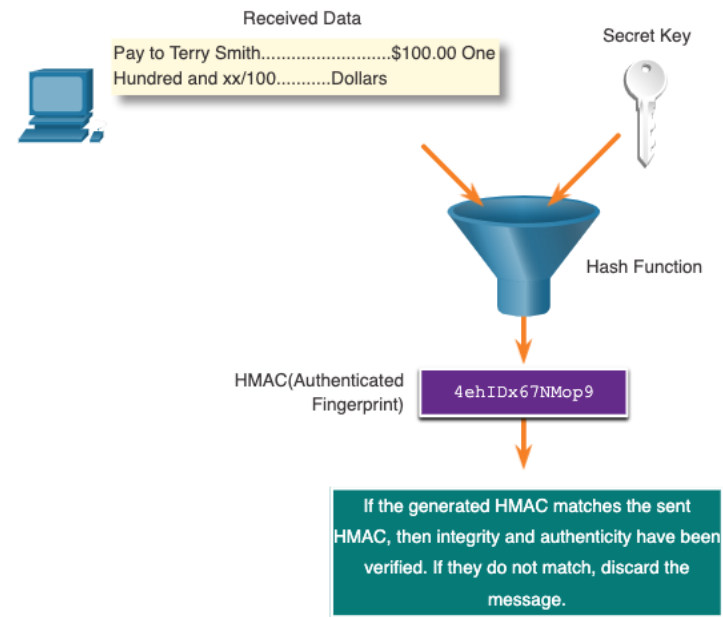 Received Data
Secret Key
Pay to Terry Smith..........................$100.00 One
Hundred and xx/100...........Dollars
Hash Function
HMAC(Authenticated
Fingerprint)
4ehIDx67NMop9
If the generated HMAC matches the sent
HMAC, then integrity and authenticity have been
verified. If they do not match, discard the
message.